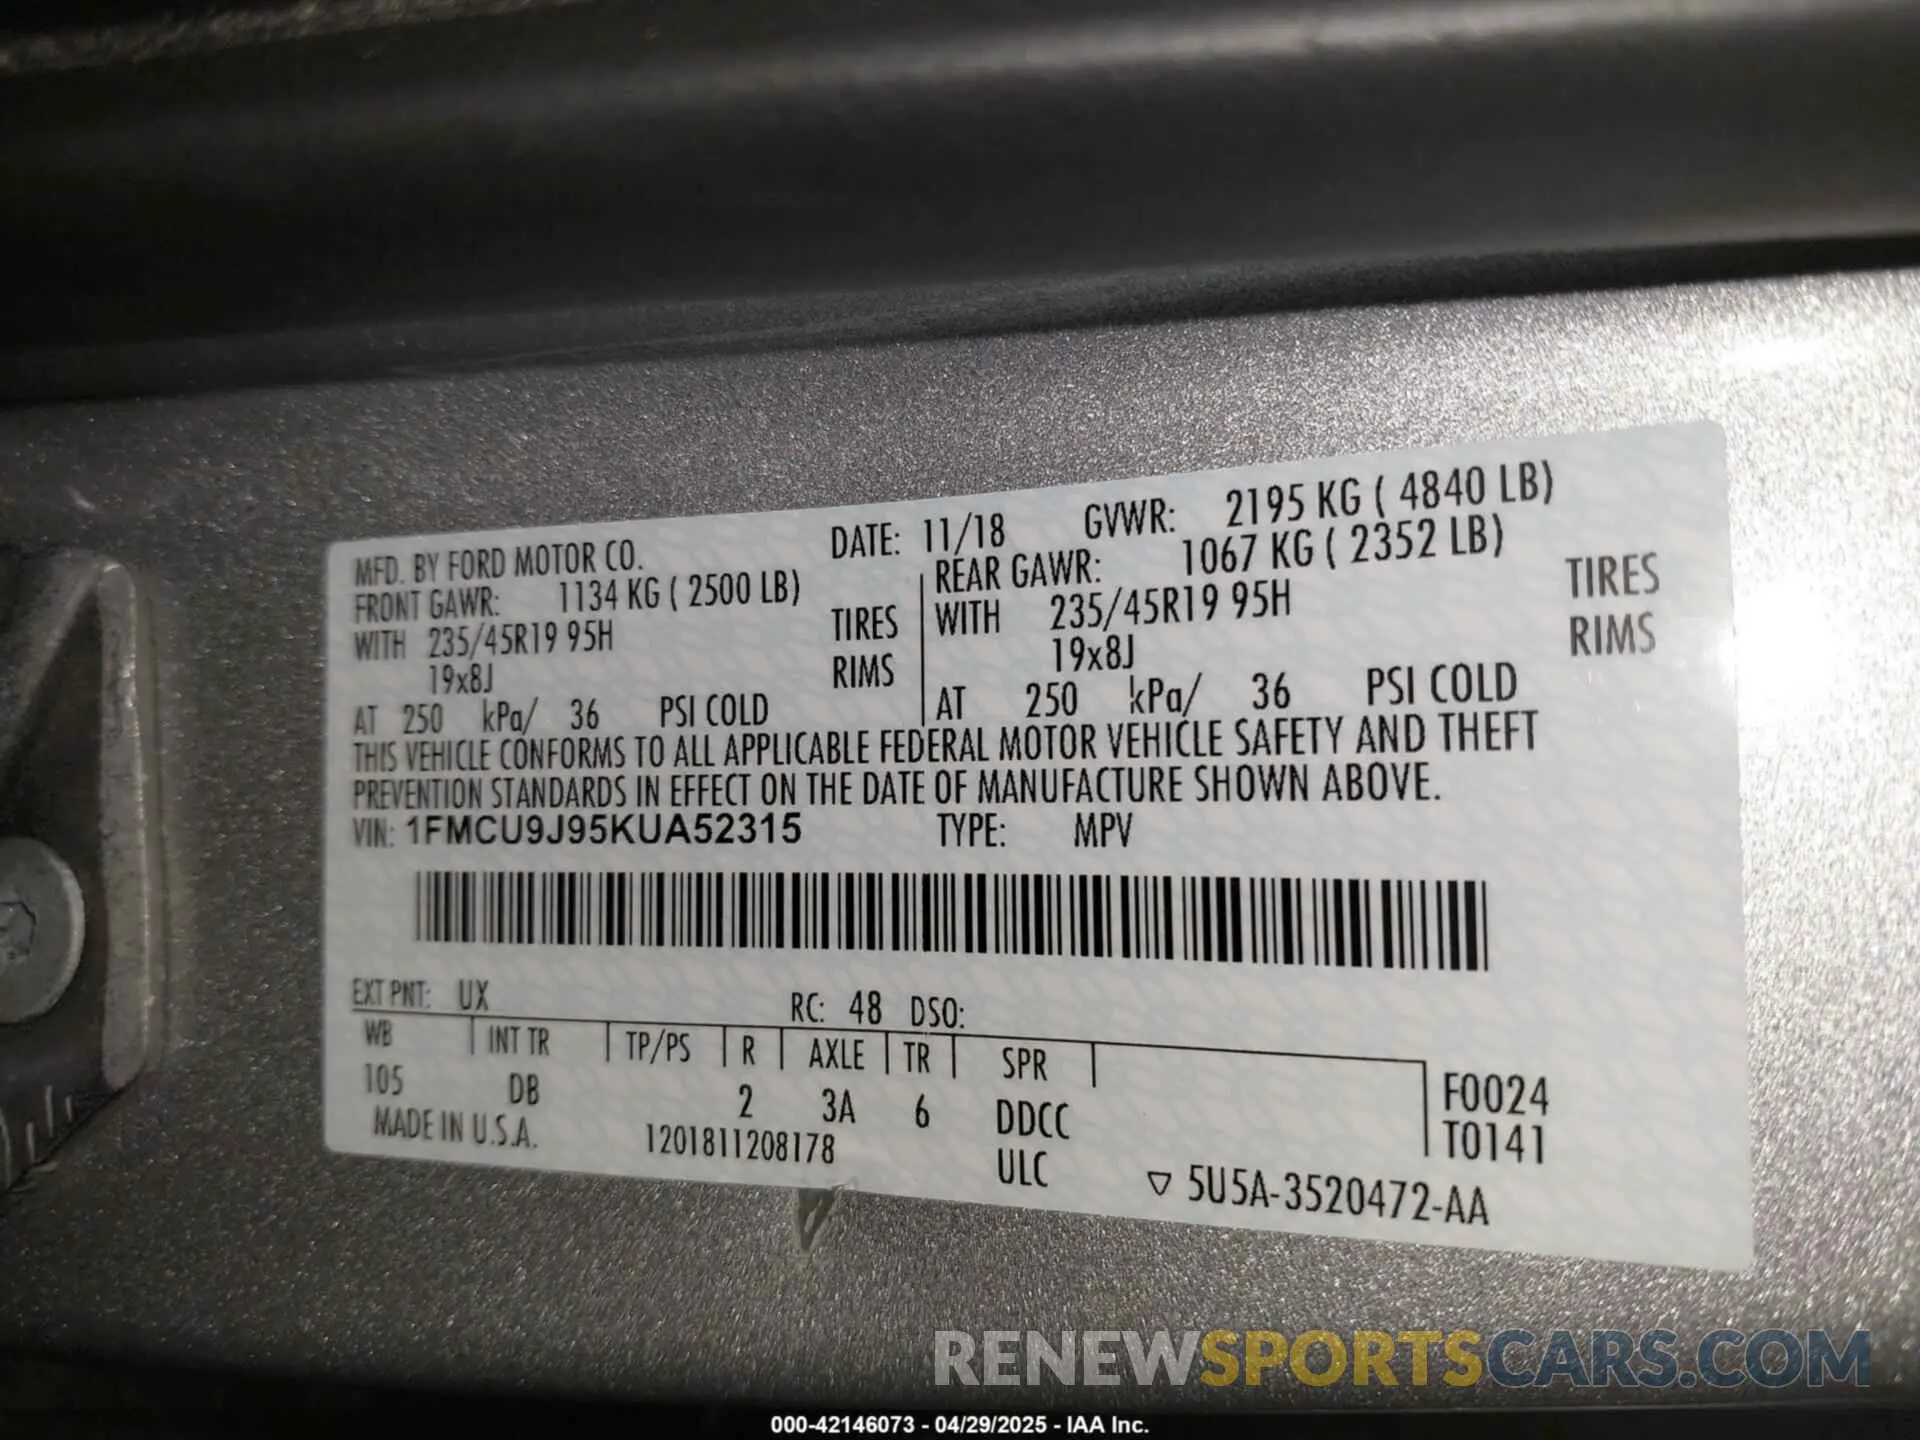 MFD. BY FORD MOTOR CO. DATE: 11/18 GVWR: 2195 KG ( 4840 LB)
FRONT GAWR: 1134 KG ( 2500 LB) REAR GAWR: 1067 KG ( 2352 LB)
WITH 235/45R19 95H TIRES WITH 235/45R19 95H TIRES
19x8J RIMS 19x8J RIMS
AT 250 kPa/ 36 PSI COLD AT 250 kPa/ 36 PSI COLD
THIS VEHICLE CONFORMS TO ALL APPLICABLE FEDERAL MOTOR VEHICLE SAFETY AND THEFT
PREVENTION STANDARDS IN EFFECT ON THE DATE OF MANUFACTURE SHOWN ABOVE.
VIN: 1FMCU9J95KUA52315 TYPE: MPV
EXT PNT: UX RC: 48 DSO:
WB INT TR TP/PS R AXLE TR SPR
105 DB 2 3A 6 DDCC F0024
MADE IN U.S.A. 1201811208178 ULC T0141
▽ 5U5A-3520472-AA
RENEWSPORTSCARS.COM
000-42146073 - 04/29/2025 - IAA Inc.